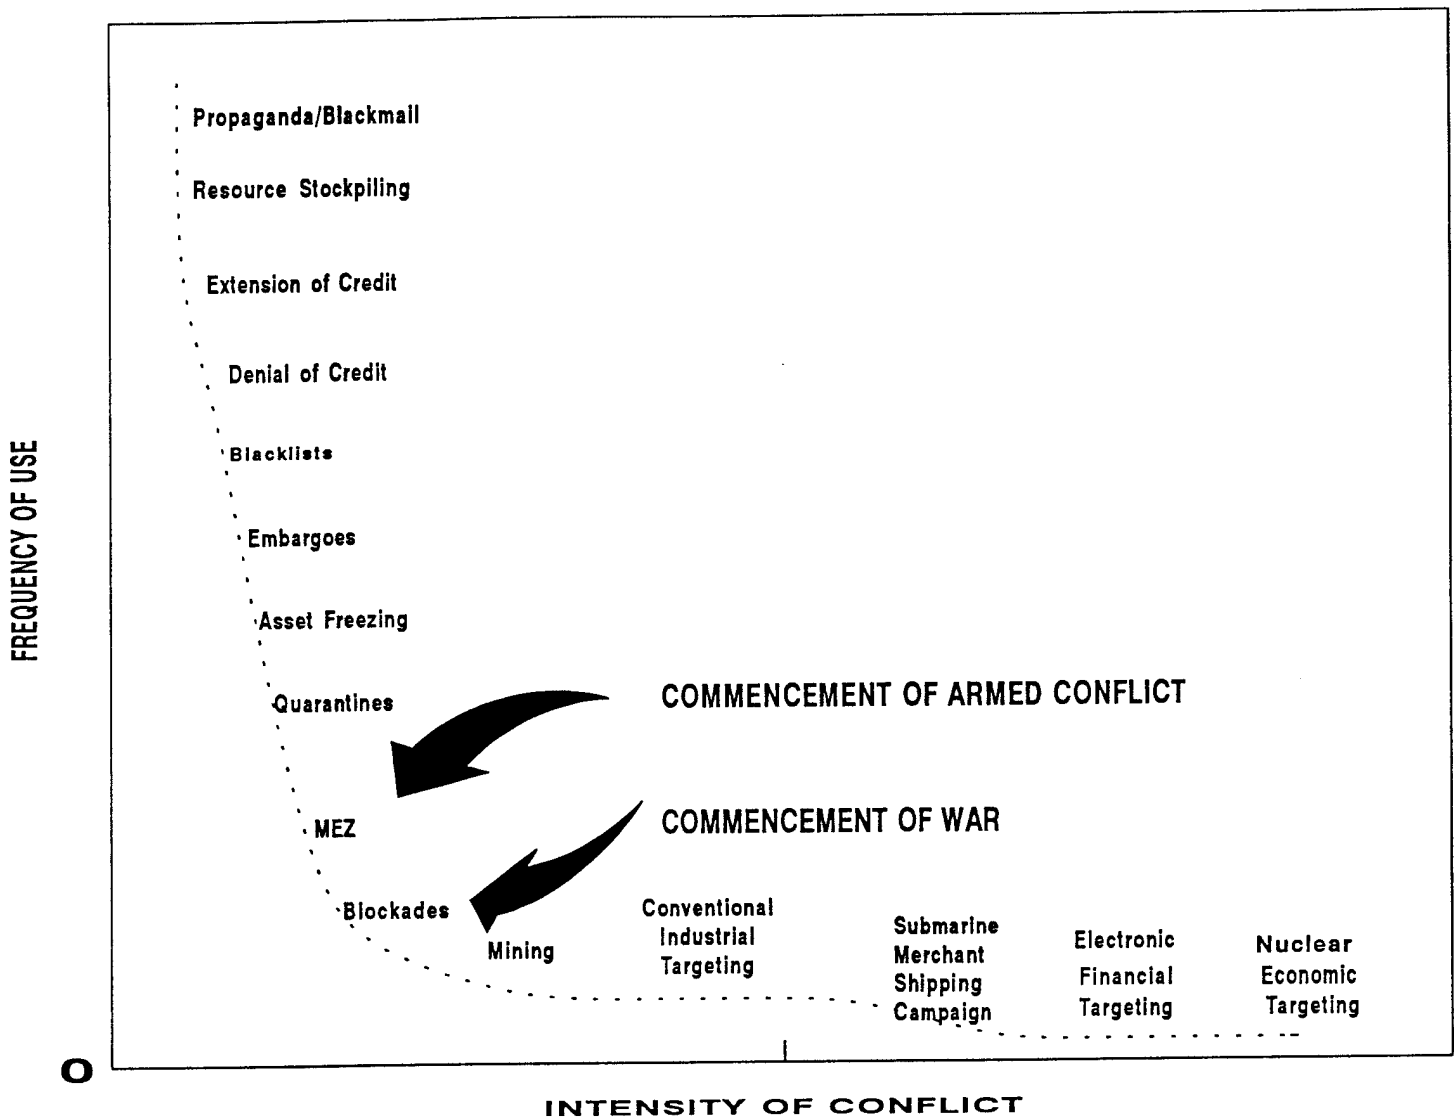 Propaganda/Blackmail
Resource Stockpiling
Extension of Credit
Denial of Credit
Blacklists
Embargoes
Asset Freezing
Quarantines
COMMENCEMENT OF ARMED CONFLICT
MEZ
COMMENCEMENT OF WAR
Blockades
Mining
Conventional
Industrial
Targeting
Submarine
Merchant
Shipping
Campaign
Electronic
Financial
Targeting
Nuclear
Economic
Targeting
FREQUENCY OF USE
0
INTENSITY OF CONFLICT